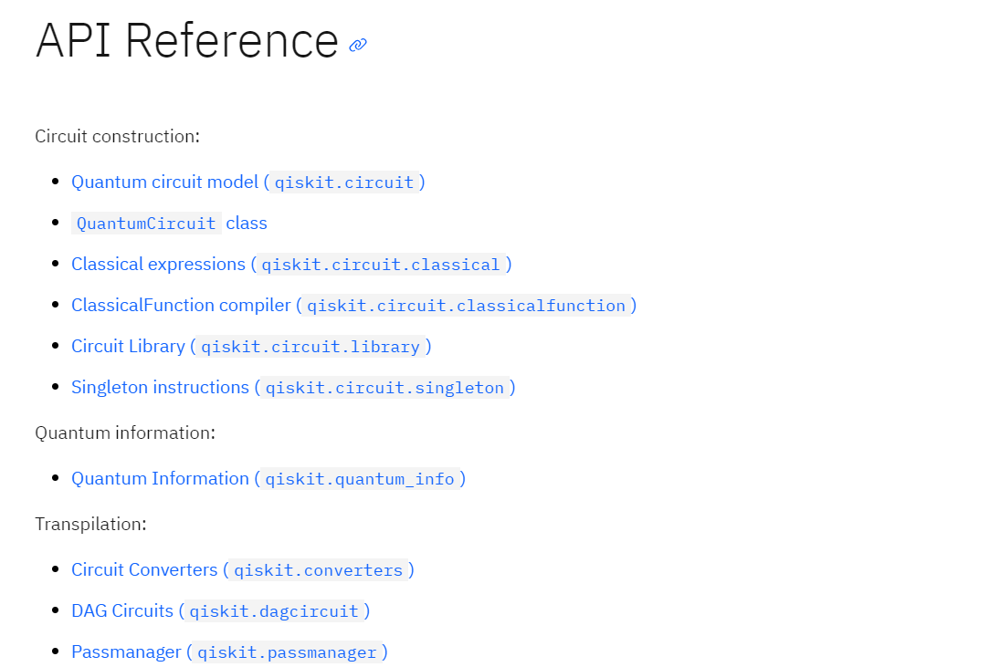 API Reference
Circuit construction:
Quantum circuit model (qiskit.circuit)
QuantumCircuit class
Classical expressions (qiskit.circuit.classical)
ClassicalFunction compiler (qiskit.circuit.classicalfunction)
Circuit Library (qiskit.circuit.library)
Singleton instructions (qiskit.circuit.singleton)
Quantum information:
Quantum Information (qiskit.quantum_info)
Transpilation:
Circuit Converters (qiskit.converters)
DAG Circuits (qiskit.dagcircuit)
Passmanager (qiskit.passmanager)